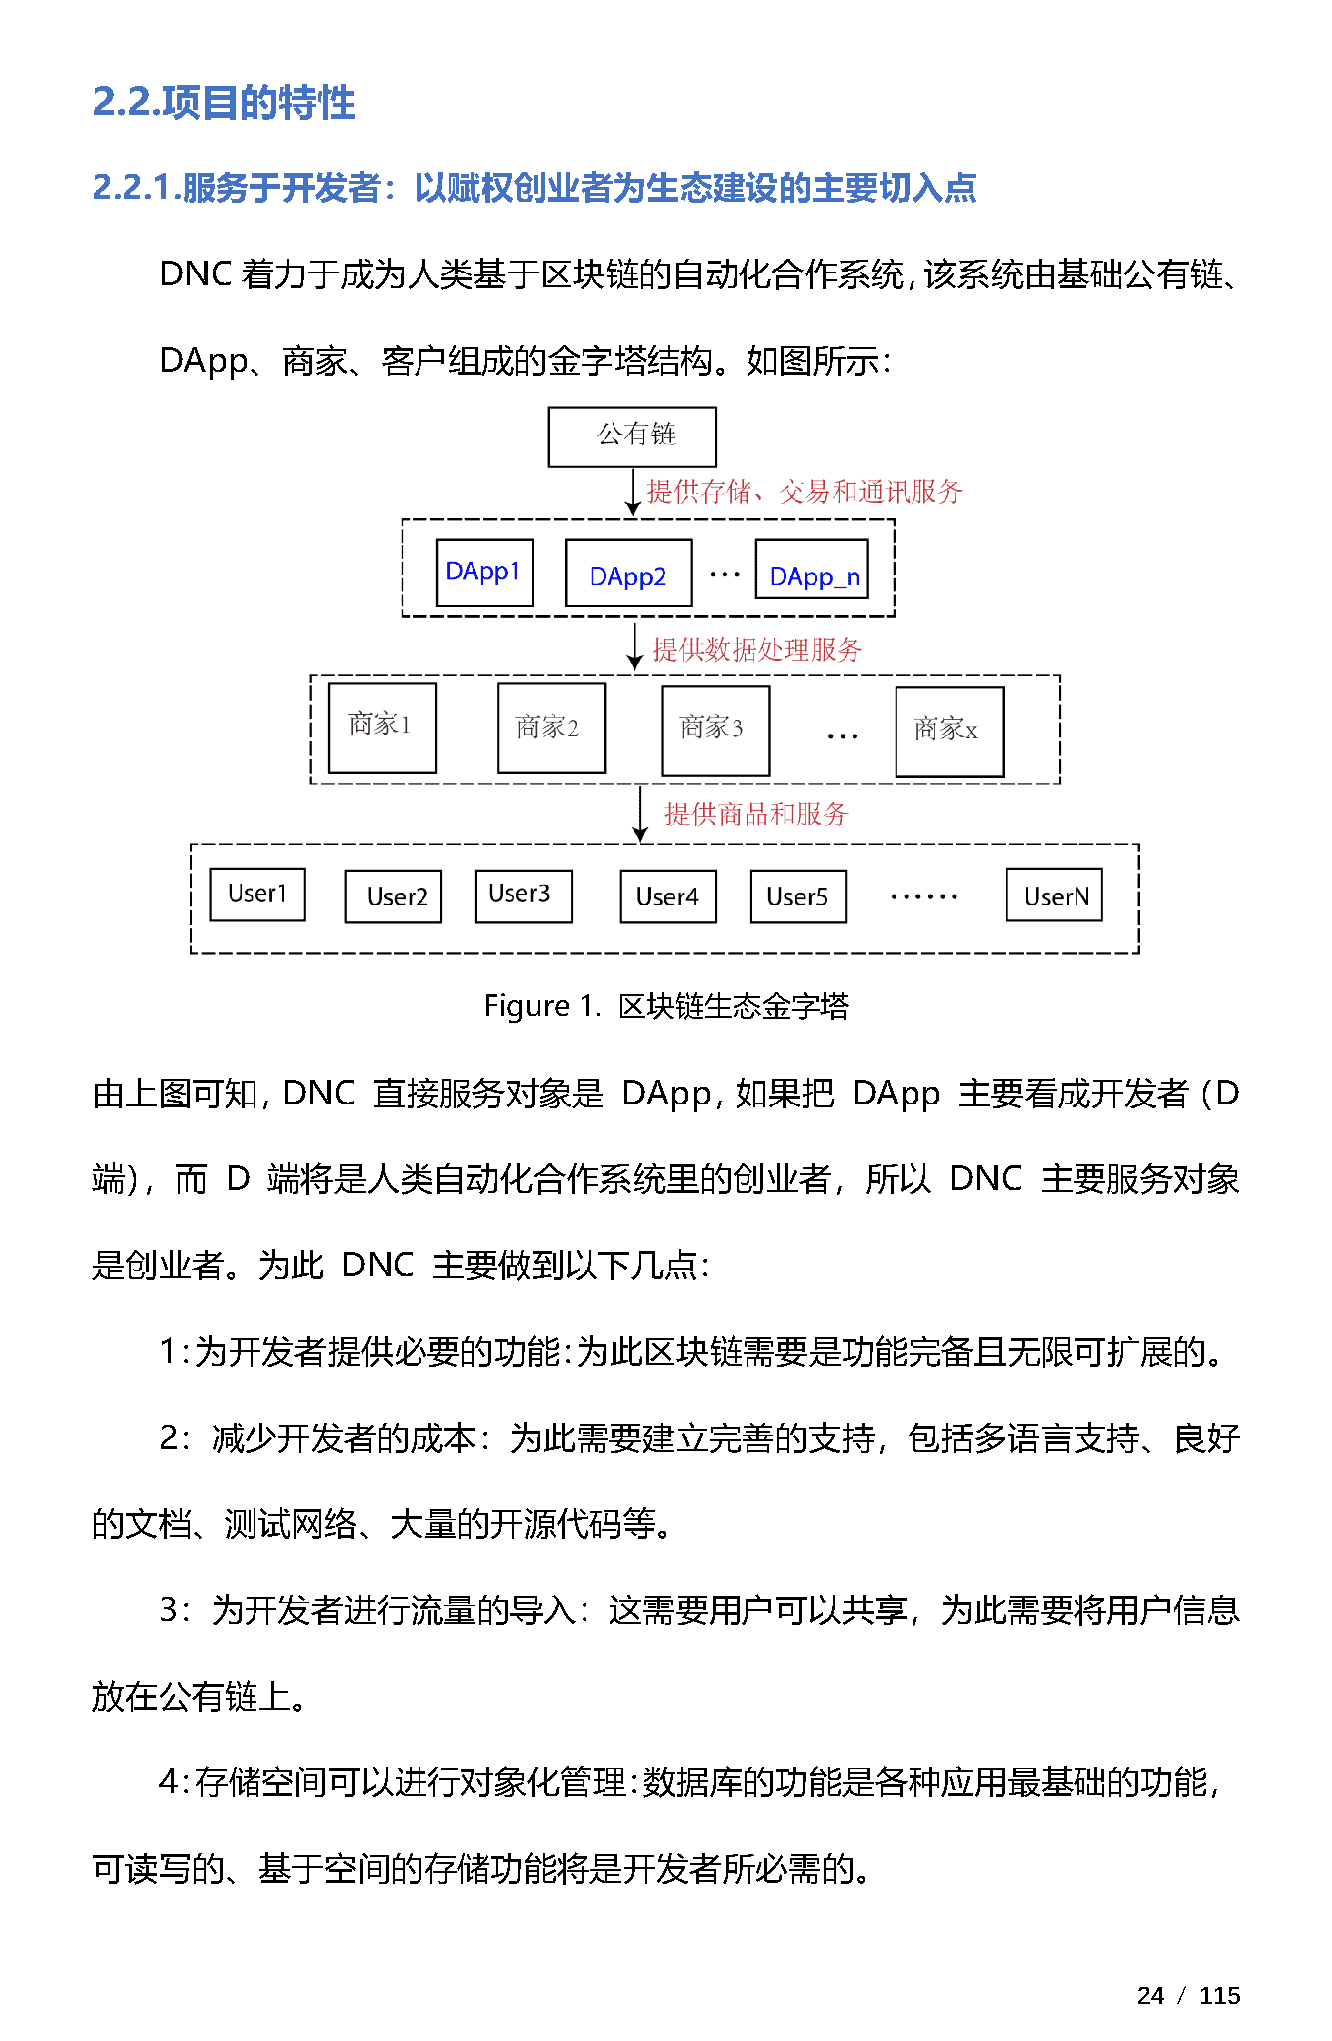 2.2.项目的特性
2.2.1.服务于开发者：以赋权创业者为生态建设的主要切入点
DNC 着力于成为人类基于区块链的自动化合作系统，该系统由基础公有链、
DApp、商家、客户组成的金字塔结构。如图所示：
公有链
提供存储、交易和通讯服务
DApp1 DApp2 ··· DApp_n
提供数据处理服务
商家1 商家2 商家3 ... 商家x
提供商品和服务
User1 User2 User3 User4 User5 ······ UserN
Figure 1. 区块链生态金字塔
由上图可知，DNC 直接服务对象是 DApp，如果把 DApp 主要看成开发者（D
端），而 D 端将是人类自动化合作系统里的创业者，所以 DNC 主要服务对象
是创业者。为此 DNC 主要做到以下几点：
1：为开发者提供必要的功能：为此区块链需要是功能完备且无限可扩展的。
2：减少开发者的成本：为此需要建立完善的支持，包括多语言支持、良好
的文档、测试网络、大量的开源代码等。
3：为开发者进行流量的导入：这需要用户可以共享，为此需要将用户信息
放在公有链上。
4：存储空间可以进行对象化管理：数据库的功能是各种应用最基础的功能，
可读写的、基于空间的存储功能将是开发者所必需的。
24 / 115